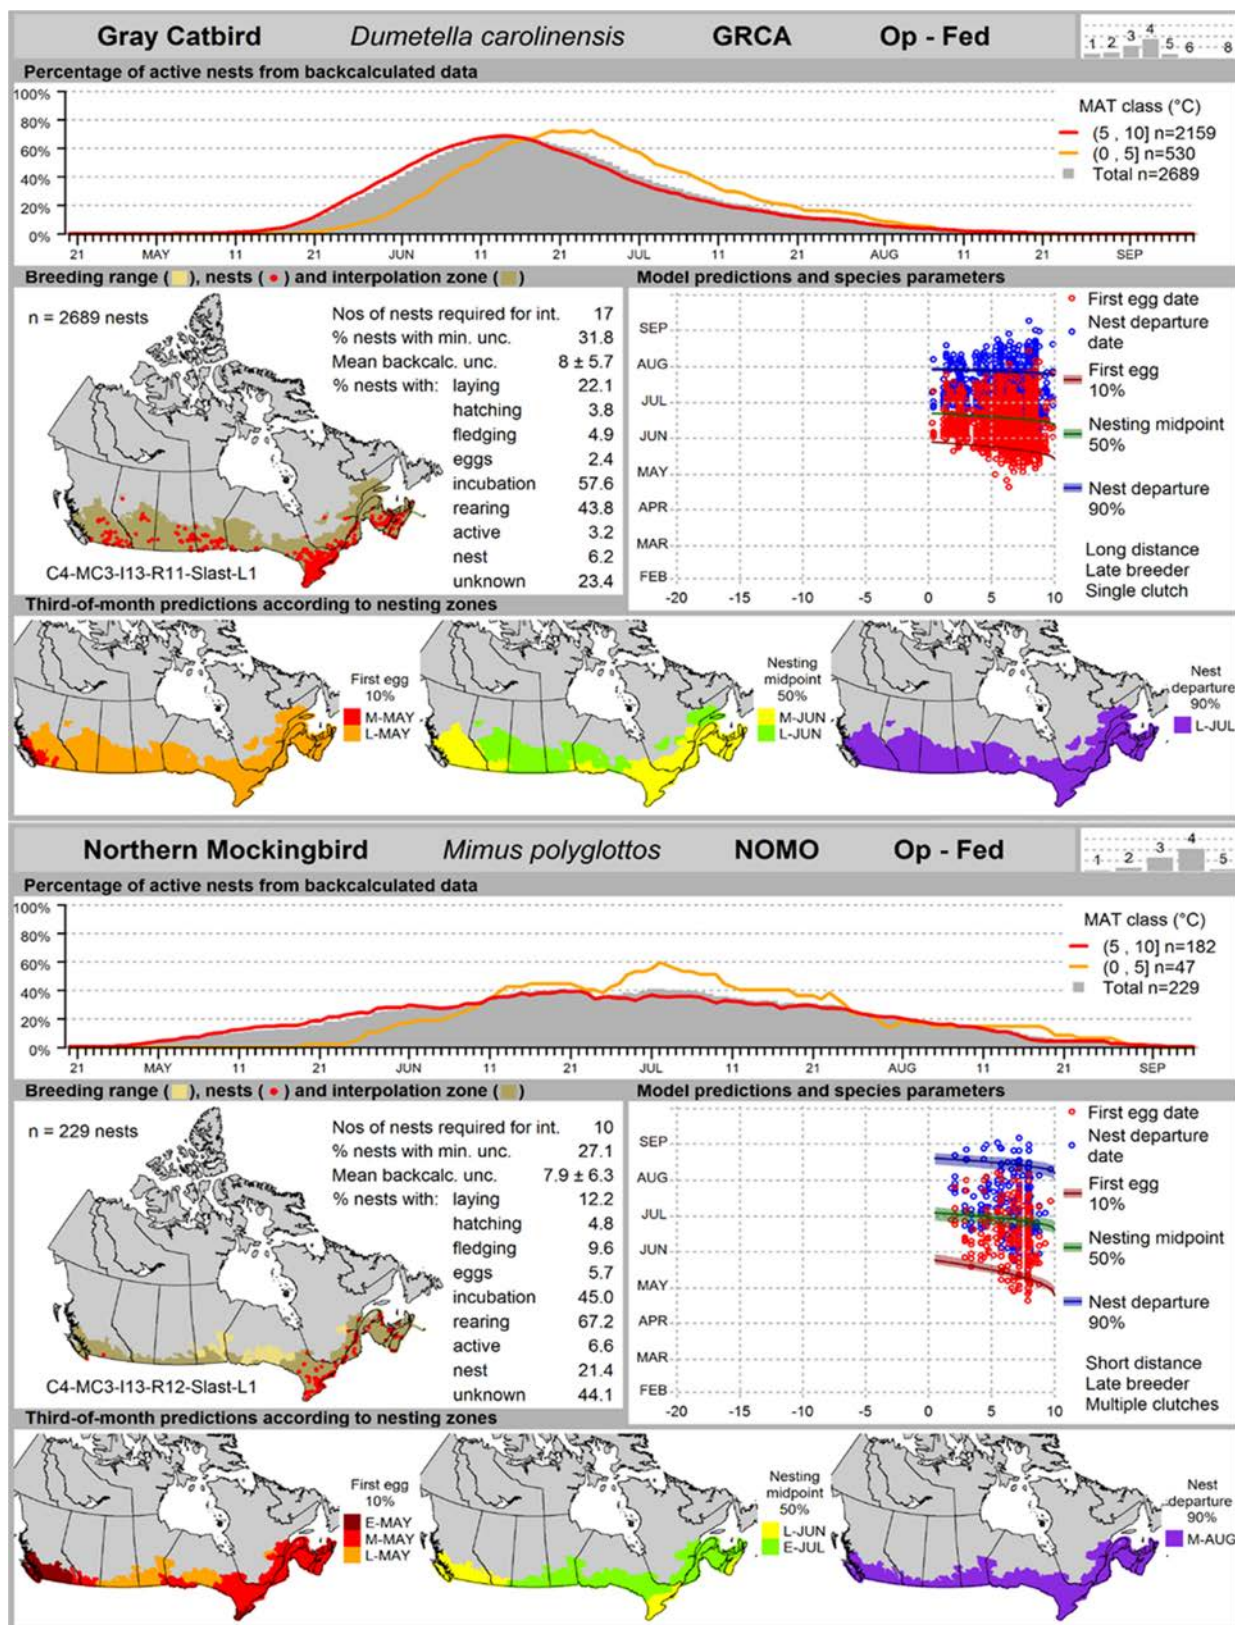 Gray Catbird Dumetella carolinensis GRCA Op - Fed
1 2 3 4 5 6 8
Percentage of active nests from backcalculated data
100%
80%
60%
40%
20%
0%
21 MAY 11 21 JUN 11 21 JUL 11 21 AUG 11 21 SEP
MAT class (°C)
(5 , 10] n=2159
(0 , 5] n=530
Total n=2689
Breeding range ( ), nests ( ) and interpolation zone ( )
n = 2689 nests
Nos of nests required for int. 17
% nests with min. unc. 31.8
Mean backcalc. unc. 8 ± 5.7
% nests with: laying 22.1
hatching 3.8
fledging 4.9
eggs 2.4
incubation 57.6
rearing 43.8
active 3.2
nest 6.2
unknown 23.4
C4-MC3-I13-R11-Slast-L1
Model predictions and species parameters
SEP
AUG
JUL
JUN
MAY
APR
MAR
FEB
-20 -15 -10 -5 0 5 10
First egg date
Nest departure
date
First egg
10%
Nesting midpoint
50%
Nest departure
90%
Long distance
Late breeder
Single clutch
Third-of-month predictions according to nesting zones
First egg
10%
M-MAY
L-MAY
Nesting
midpoint
50%
M-JUN
L-JUN
Nest
departure
90%
L-JUL
Northern Mockingbird Mimus polyglottos NOMO Op - Fed
1 2 3 4 5
Percentage of active nests from backcalculated data
100%
80%
60%
40%
20%
0%
21 MAY 11 21 JUN 11 21 JUL 11 21 AUG 11 21 SEP
MAT class (°C)
(5 , 10] n=182
(0 , 5] n=47
Total n=229
Breeding range ( ), nests ( ) and interpolation zone ( )
n = 229 nests
Nos of nests required for int. 10
% nests with min. unc. 27.1
Mean backcalc. unc. 7.9 ± 6.3
% nests with: laying 12.2
hatching 4.8
fledging 9.6
eggs 5.7
incubation 45.0
rearing 67.2
active 6.6
nest 21.4
unknown 44.1
C4-MC3-I13-R12-Slast-L1
Model predictions and species parameters
SEP
AUG
JUL
JUN
MAY
APR
MAR
FEB
-20 -15 -10 -5 0 5 10
First egg date
Nest departure
date
First egg
10%
Nesting midpoint
50%
Nest departure
90%
Short distance
Late breeder
Multiple clutches
Third-of-month predictions according to nesting zones
First egg
10%
E-MAY
M-MAY
L-MAY
Nesting
midpoint
50%
L-JUN
E-JUL
Nest
departure
90%
M-AUG